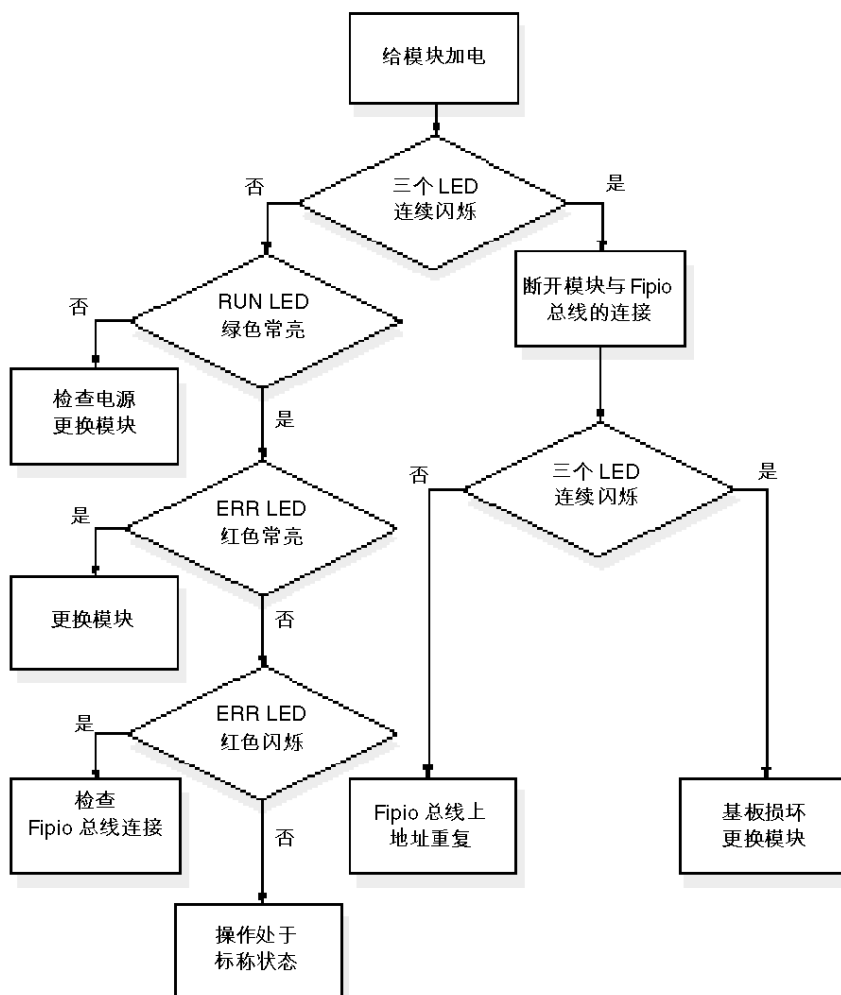 给模块加电
三个 LED
连续闪烁
否
是
RUN LED
绿色常亮
断开模块与 Fipio
总线的连接
否
检查电源
更换模块
是
三个 LED
连续闪烁
否
是
ERR LED
红色常亮
是
更换模块
否
ERR LED
红色闪烁
是
检查
Fipio 总线连接
否
Fipio 总线上
地址重复
基板损坏
更换模块
操作处于
标称状态